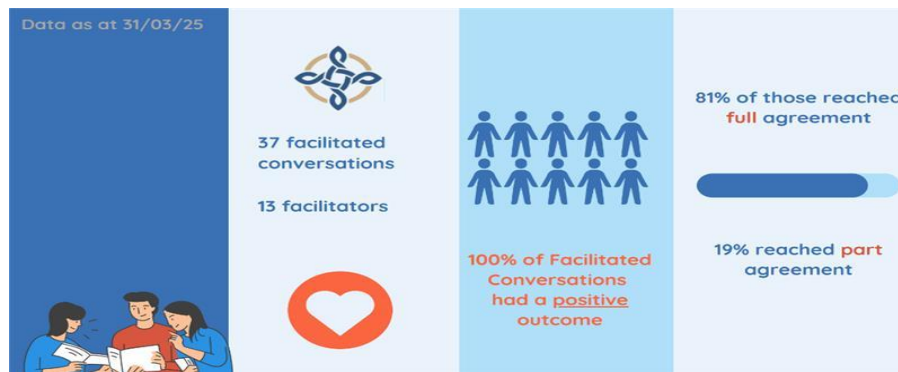 Data as at 31/03/25
37 facilitated
conversations
13 facilitators
100% of Facilitated
Conversations
had a positive
outcome
81% of those reached
full agreement
19% reached part
agreement